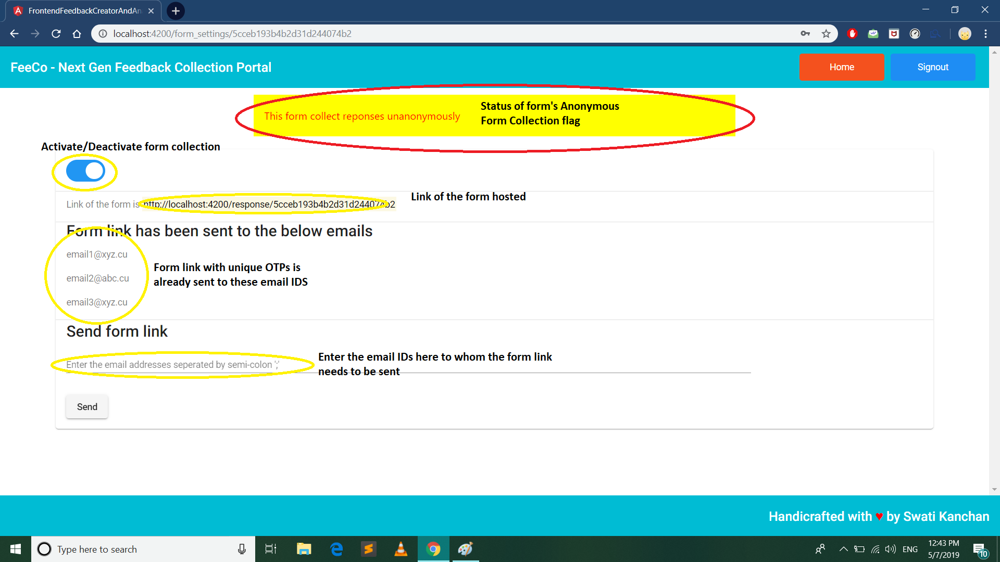 FrontendFeedbackCreatorAndAn
localhost:4200/form_settings/5cceb193b4b2d31d244074b2
FeeCo - Next Gen Feedback Collection Portal
Home
Signout
This form collect reponses unanonymously
Status of form's Anonymous
Form Collection flag
Activate/Deactivate form collection
Link of the form is http://localhost:4200/response/5cceb193b4b2d31d244074b2
Link of the form hosted
Form link has been sent to the below emails
email1@xyz.cu
email2@abc.cu
email3@xyz.cu
Form link with unique OTPs is
already sent to these email IDS
Send form link
Enter the email addresses seperated by semi-colon ';'
Enter the email IDs here to whom the form link
needs to be sent
Send
Handicrafted with ♥ by Swati Kanchan
Type here to search
ENG
12:43 PM
5/7/2019
10